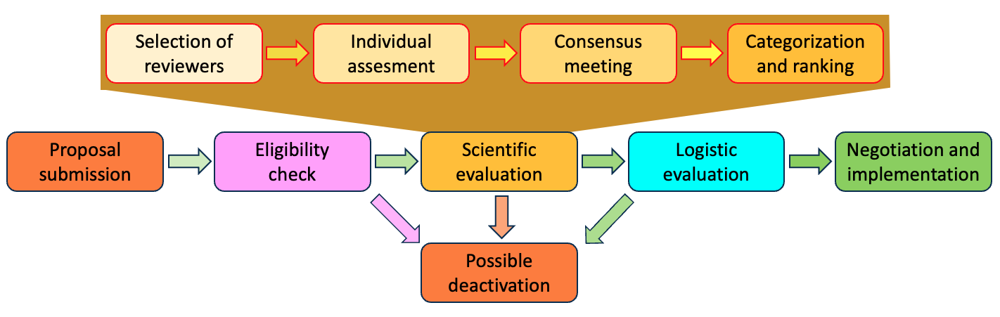 Selection of
reviewers
Individual
assesment
Consensus
meeting
Categorization
and ranking
Proposal
submission
Eligibility
check
Scientific
evaluation
Logistic
evaluation
Negotiation and
implementation
Possible
deactivation